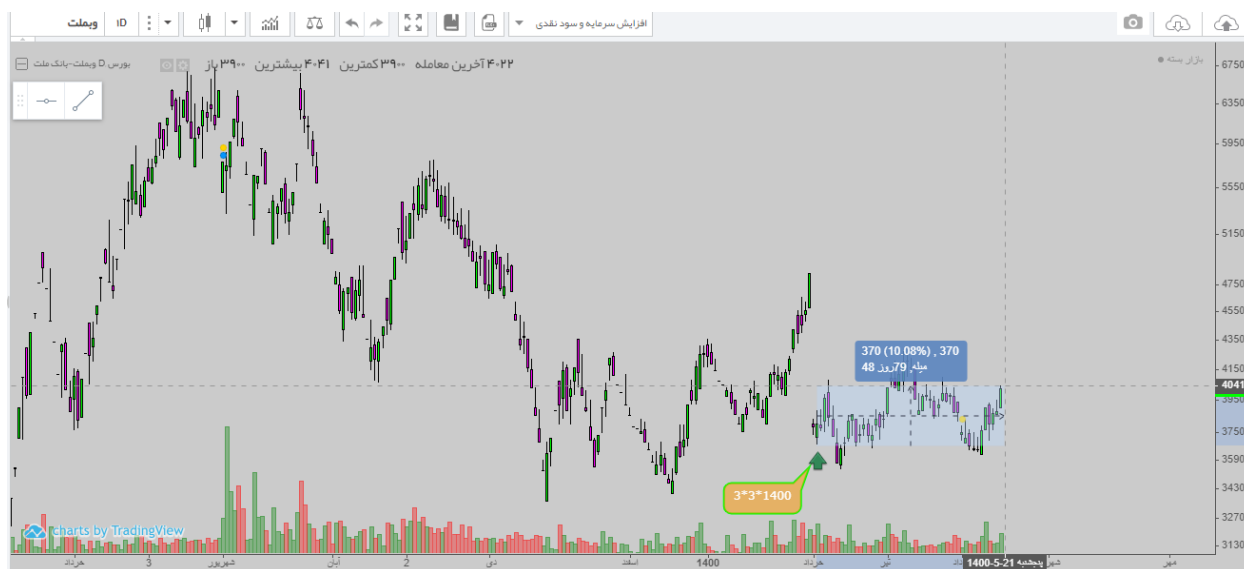 وبملت
1D
افزایش سرمایه و سود نقدی
بورس D وبملت-بانک ملت
۴۰۲۲ آخرین معامله ۳۹۰۰ کمترین ۴۰۴۱ بیشترین ۳۹۰۰ باز
بازار بسته
6750
6350
5950
5550
5150
4750
4550
4350
4150
4041
3950
3750
3590
3430
3270
3130
370 (10.08%) , 370
48 میله, 79روز
3*3*1400
charts by TradingView
خرداد
3
شهریور
آبان
2
دی
اسفند
1400
خرداد
تیر
1400-5-21 پنجشنبه
مهر